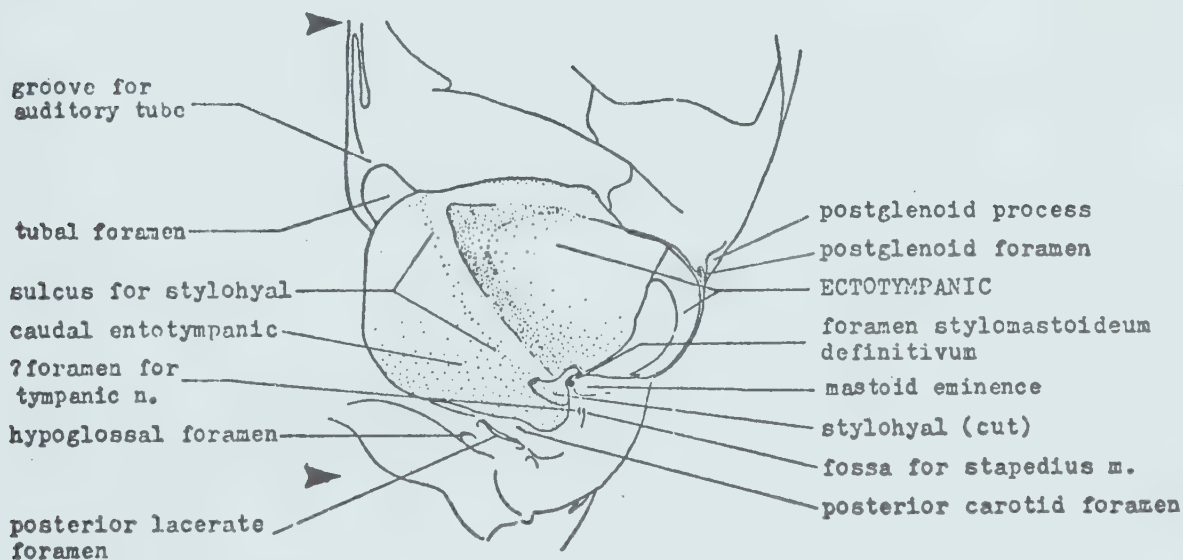 groove for
auditory tube
tubal foramen
sulcus for stylohyal
caudal entotympanic
?foramen for
tympanic n.
hypoglossal foramen
posterior lacerate
foramen
postglenoid process
postglenoid foramen
ECTOTYMPANIC
foramen stylomastoideum
definitivum
mastoid eminence
stylohyal (cut)
fossa for stapedius m.
posterior carotid foramen